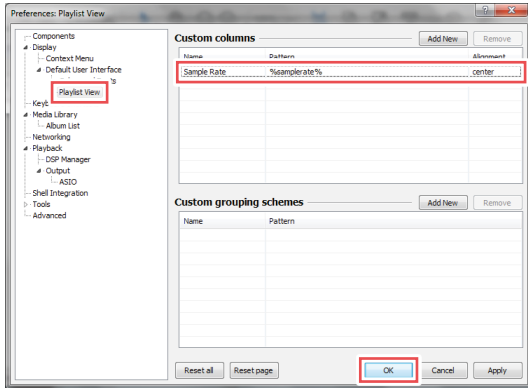 Preferences: Playlist View
Components
Display
Context Menu
Default User Interface
Playlist View
Media Library
Album List
Networking
Playback
DSP Manager
Output
ASIO
Shell Integration
Tools
Advanced
Custom columns
Add New
Remove
Name Pattern Alignment
Sample Rate %samplerate% center
Custom grouping schemes
Add New
Remove
Name Pattern
Reset all
Reset page
OK
Cancel
Apply